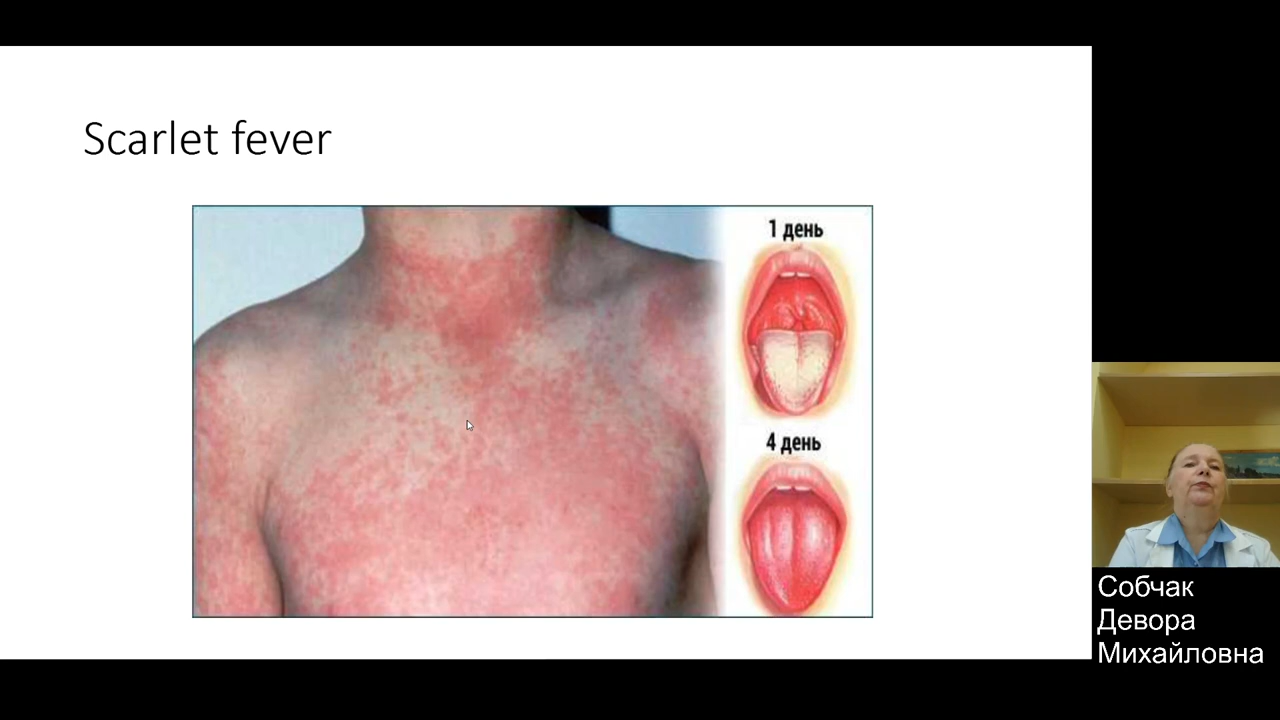 Scarlet fever
1 день
4 день
Собчак
Девора
Михайловна